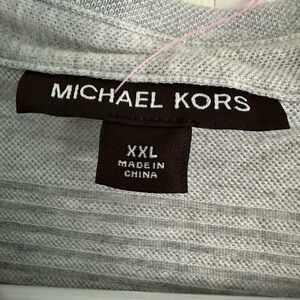 MICHAEL KORS
XXL
MADE IN
CHINA